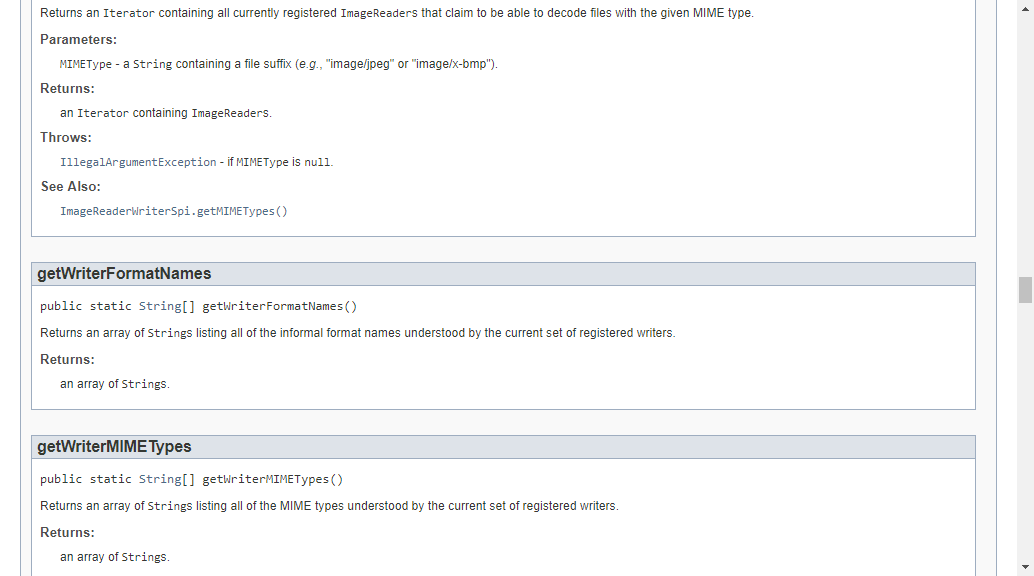 Returns an Iterator containing all currently registered ImageReaders that claim to be able to decode files with the given MIME type.
Parameters:
MIMEType - a String containing a file suffix (e.g., "image/jpeg" or "image/x-bmp").
Returns:
an Iterator containing ImageReaders.
Throws:
IllegalArgumentException - if MIMEType is null.
See Also:
ImageReaderWriterSpi.getMIMETypes()
getWriterFormatNames
public static String[] getWriterFormatNames()
Returns an array of Strings listing all of the informal format names understood by the current set of registered writers.
Returns:
an array of Strings.
getWriterMIMETypes
public static String[] getWriterMIMETypes()
Returns an array of Strings listing all of the MIME types understood by the current set of registered writers.
Returns:
an array of Strings.